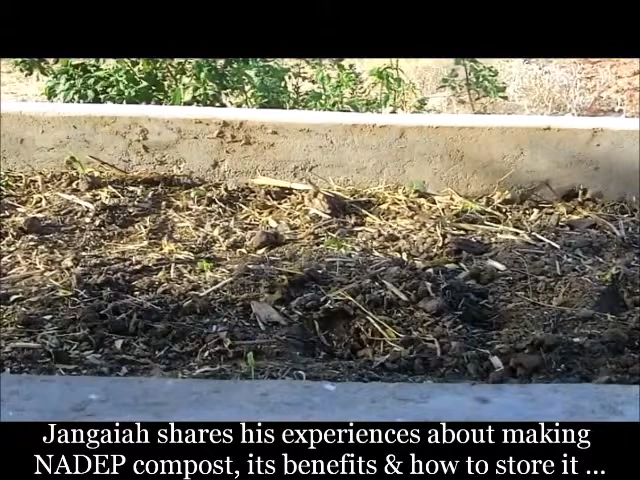 Jangaiah shares his experiences about making
NADEP compost, its benefits & how to store it ...